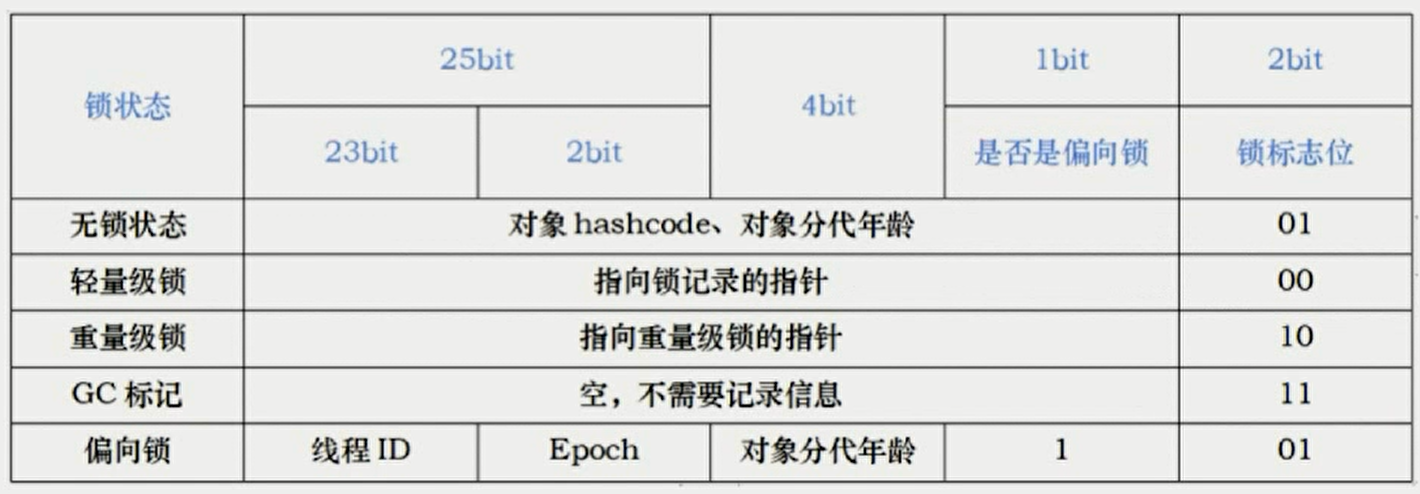 锁状态 25bit 4bit 1bit 2bit
23bit 2bit 是否是偏向锁 锁标志位
无锁状态 对象 hashcode、对象分代年龄 01
轻量级锁 指向锁记录的指针 00
重量级锁 指向重量级锁的指针 10
GC 标记 空，不需要记录信息 11
偏向锁 线程 ID Epoch 对象分代年龄 1 01